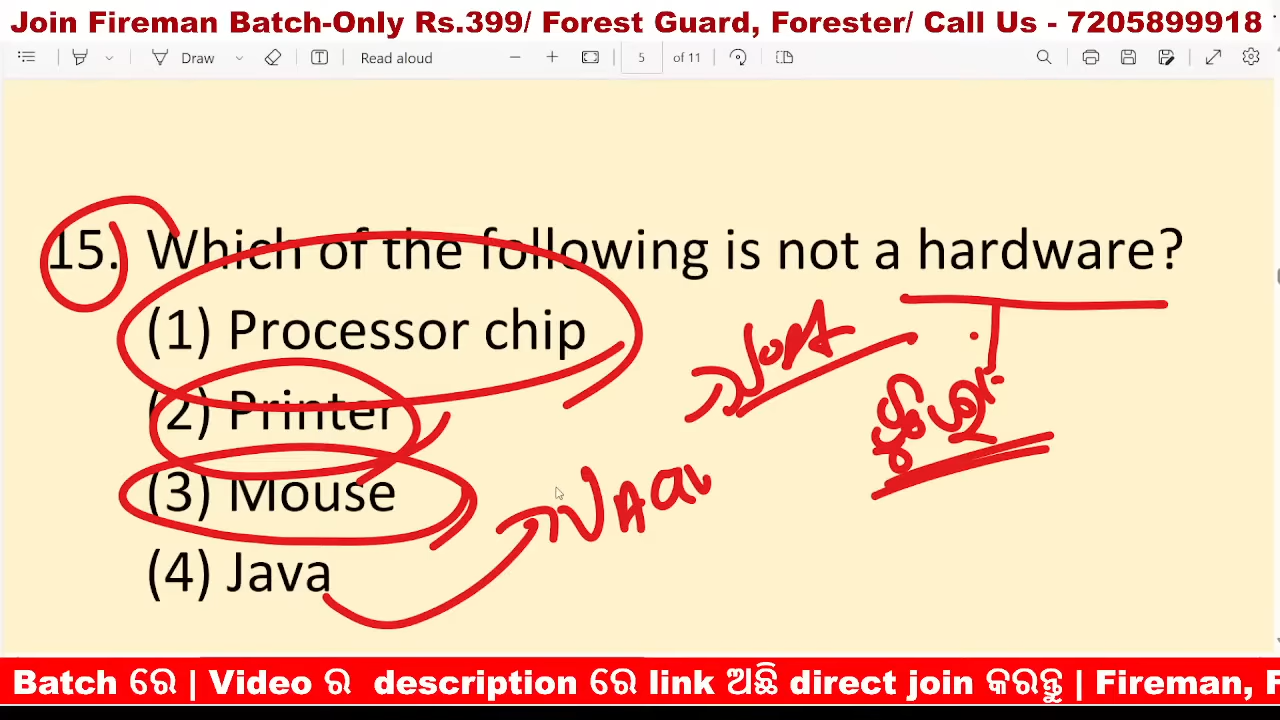 Join Fireman Batch-Only Rs.399/ Forest Guard, Forester/ Call Us - 7205899918
Draw Read aloud 5 of 11
15. Which of the following is not a hardware?
(1) Processor chip
(2) Printer
(3) Mouse
(4) Java
Batch ରେ | Video ର description ରେ link ଅଛି direct join କରନ୍ତୁ | Fireman, F